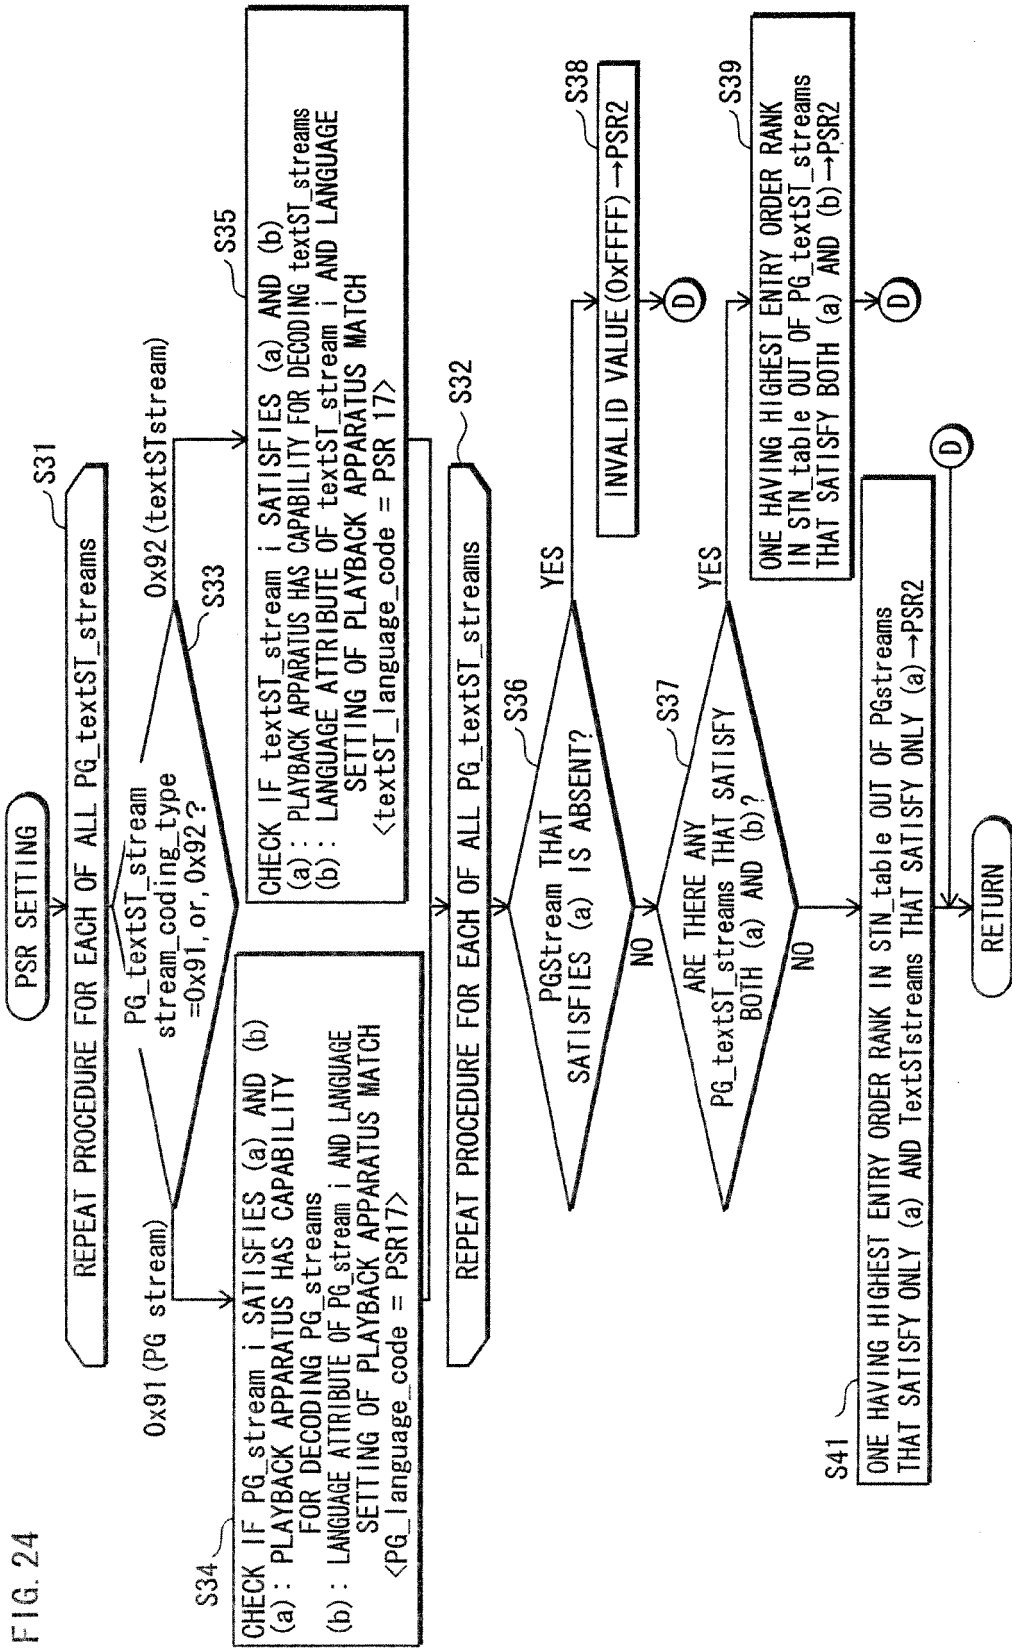 FIG. 24
PSR SETTING
S31
REPEAT PROCEDURE FOR EACH OF ALL PG_textST_streams
PG_textST_stream
stream_coding_type
=0x91, or, 0x92?
S33
0x91(PG stream)
0x92(textSTstream)
S34
CHECK IF PG_stream i SATISFIES (a) AND (b)
(a): PLAYBACK APPARATUS HAS CAPABILITY
FOR DECODING PG_streams
(b): LANGUAGE ATTRIBUTE OF PG_stream i AND LANGUAGE
SETTING OF PLAYBACK APPARATUS MATCH
<PG_language_code = PSR17>
S35
CHECK IF textST_stream i SATISFIES (a) AND (b)
(a): PLAYBACK APPARATUS HAS CAPABILITY FOR DECODING textST_streams
(b): LANGUAGE ATTRIBUTE OF textST_stream i AND LANGUAGE
SETTING OF PLAYBACK APPARATUS MATCH
<textST_language_code = PSR 17>
S32
REPEAT PROCEDURE FOR EACH OF ALL PG_textST_streams
S36
PGStream THAT
SATISFIES (a) IS ABSENT?
YES
NO
S38
INVALID VALUE(0xFFFF)→PSR2
D
S37
ARE THERE ANY
PG_textST_streams THAT SATISFY
BOTH (a) AND (b)?
YES
NO
S39
ONE HAVING HIGHEST ENTRY ORDER RANK
IN STN_table OUT OF PG_textST_streams
THAT SATISFY BOTH (a) AND (b)→PSR2
D
S41
ONE HAVING HIGHEST ENTRY ORDER RANK IN STN_table OUT OF PGstreams
THAT SATISFY ONLY (a) AND TextSTstreams THAT SATISFY ONLY (a)→PSR2
D
RETURN